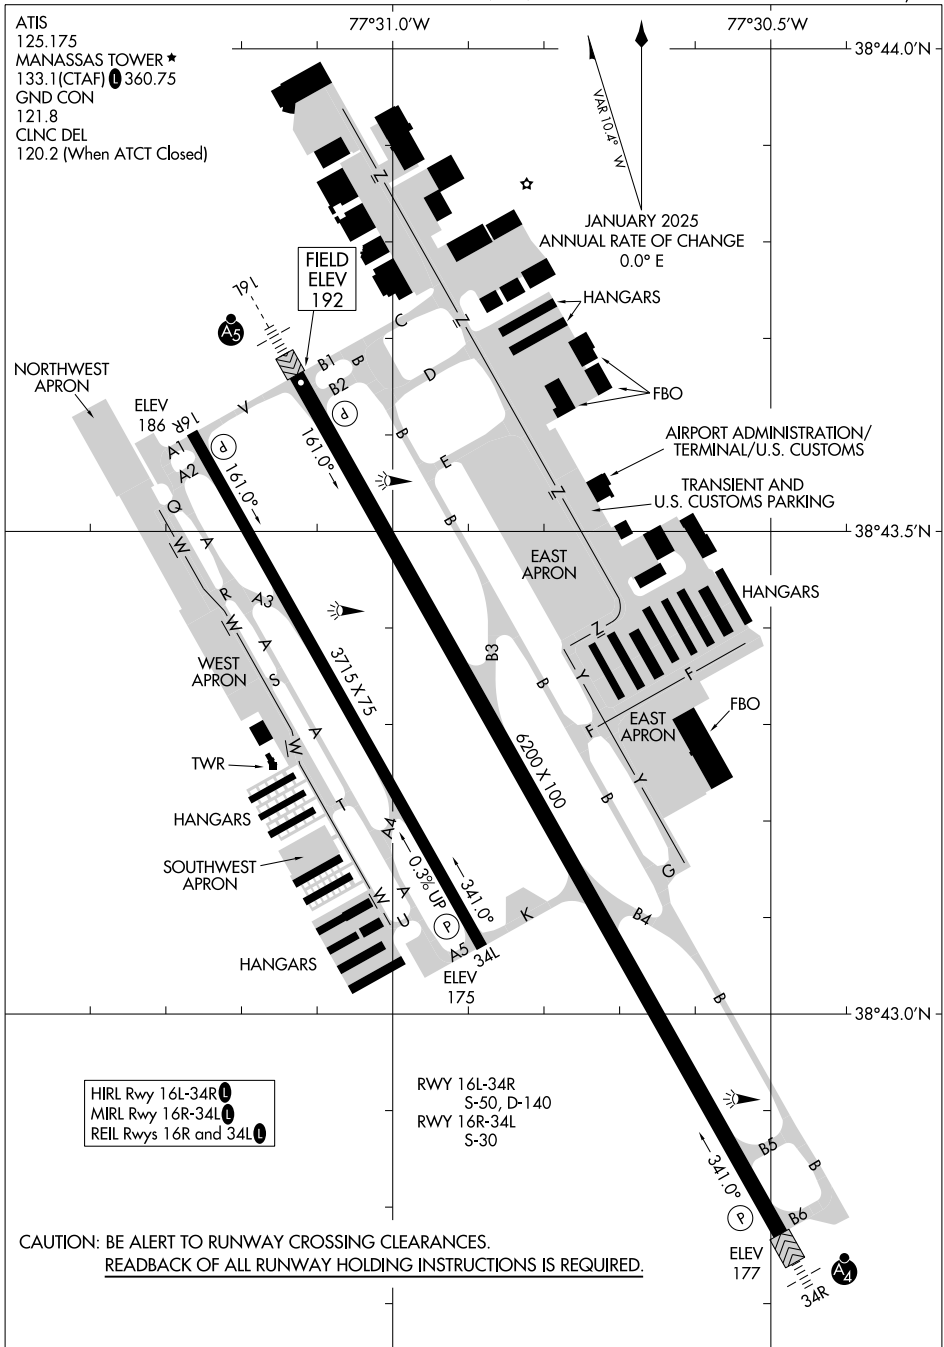 ATIS
125.175
MANASSAS TOWER ★
133.1(CTAF) L 360.75
GND CON
121.8
CLNC DEL
120.2 (When ATCT Closed)
77°31.0'W
77°30.5'W
38°44.0'N
VAR 10.4° W
JANUARY 2025
ANNUAL RATE OF CHANGE
0.0° E
FIELD
ELEV
192
16L
A5
Z
C
Z
HANGARS
NORTHWEST
APRON
ELEV
186
16R
V
B1
B
B2
D
FBO
P
P
A1
A2
161.0°
161.0°
B
E
AIRPORT ADMINISTRATION/
TERMINAL/U.S. CUSTOMS
TRANSIENT AND
U.S. CUSTOMS PARKING
Z
Q
W
A
B
38°43.5'N
EAST
APRON
HANGARS
R
A3
W
A
Z
WEST
APRON
S
3715 X 75
B3
B
Y
F
F
EAST
APRON
FBO
A
W
TWR
6200 X 100
Y
B
HANGARS
T
A4
SOUTHWEST
APRON
0.3% UP
341.0°
G
W
A
U
P
K
B4
A5
34L
HANGARS
ELEV
175
B
38°43.0'N
HIRL Rwy 16L-34R L
MIRL Rwy 16R-34L L
REIL Rwys 16R and 34L L
RWY 16L-34R
S-50, D-140
RWY 16R-34L
S-30
B5
B
341.0°
P
B6
CAUTION: BE ALERT TO RUNWAY CROSSING CLEARANCES.
READBACK OF ALL RUNWAY HOLDING INSTRUCTIONS IS REQUIRED.
ELEV
177
A4
34R